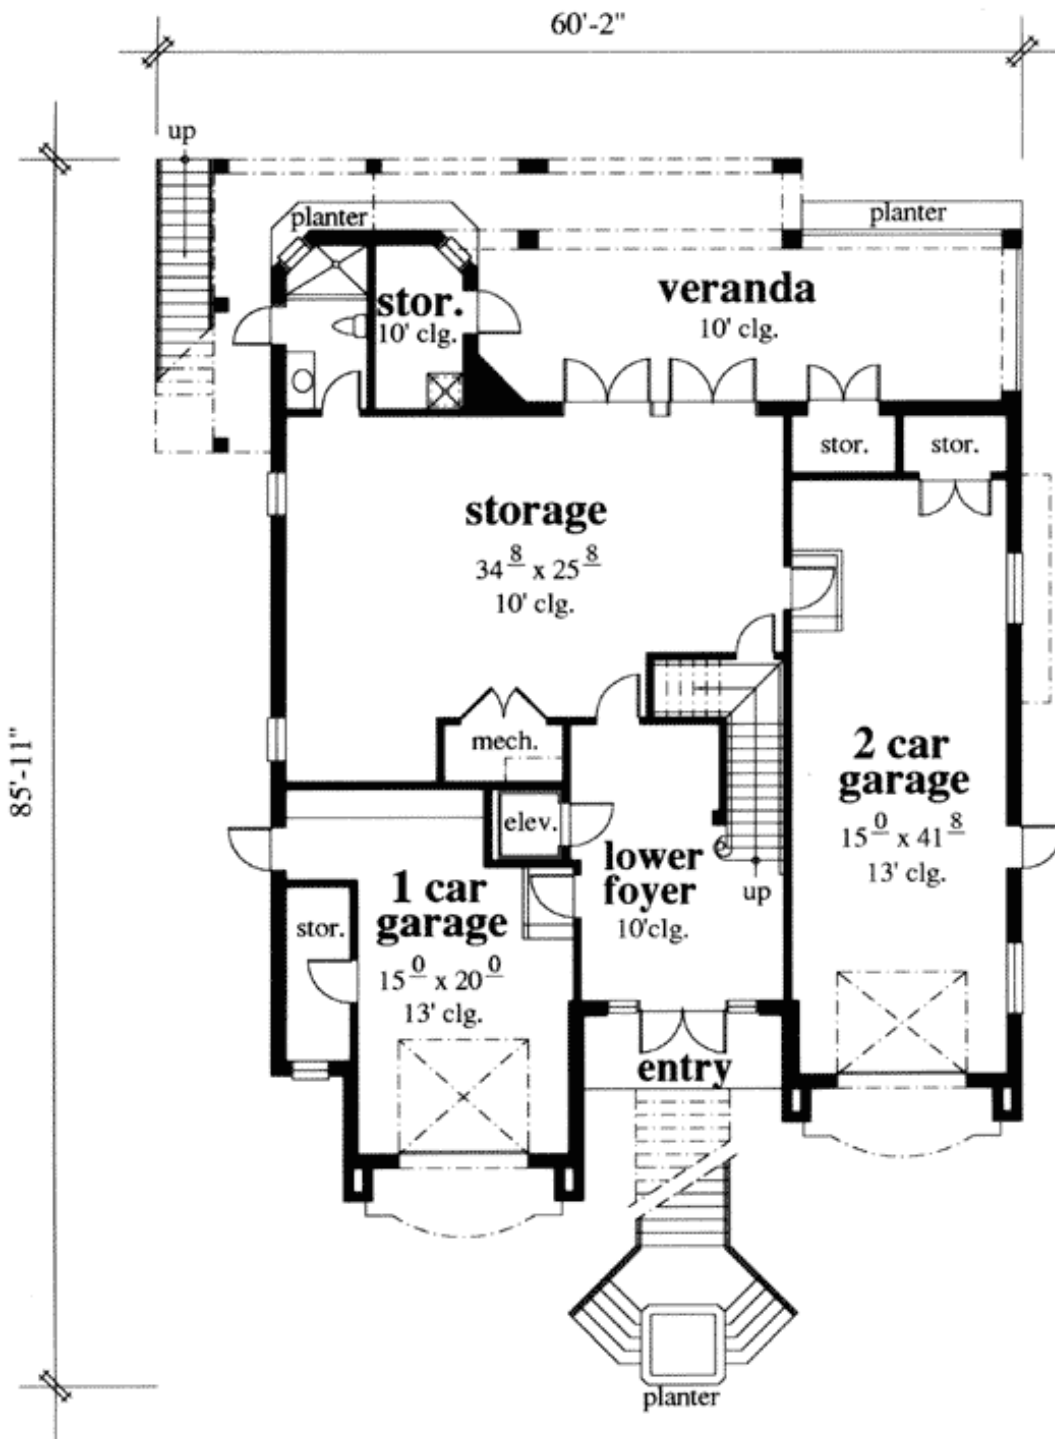 60'-2"
up
planter
planter
veranda
10' clg.
stor.
10' clg.
stor.
stor.
storage
34 8 x 25 8
10' clg.
mech.
2 car
garage
15 0 x 41 8
13' clg.
85'-11"
elev.
lower
foyer
10'clg.
up
1 car
garage
15 0 x 20 0
13' clg.
stor.
entry
planter